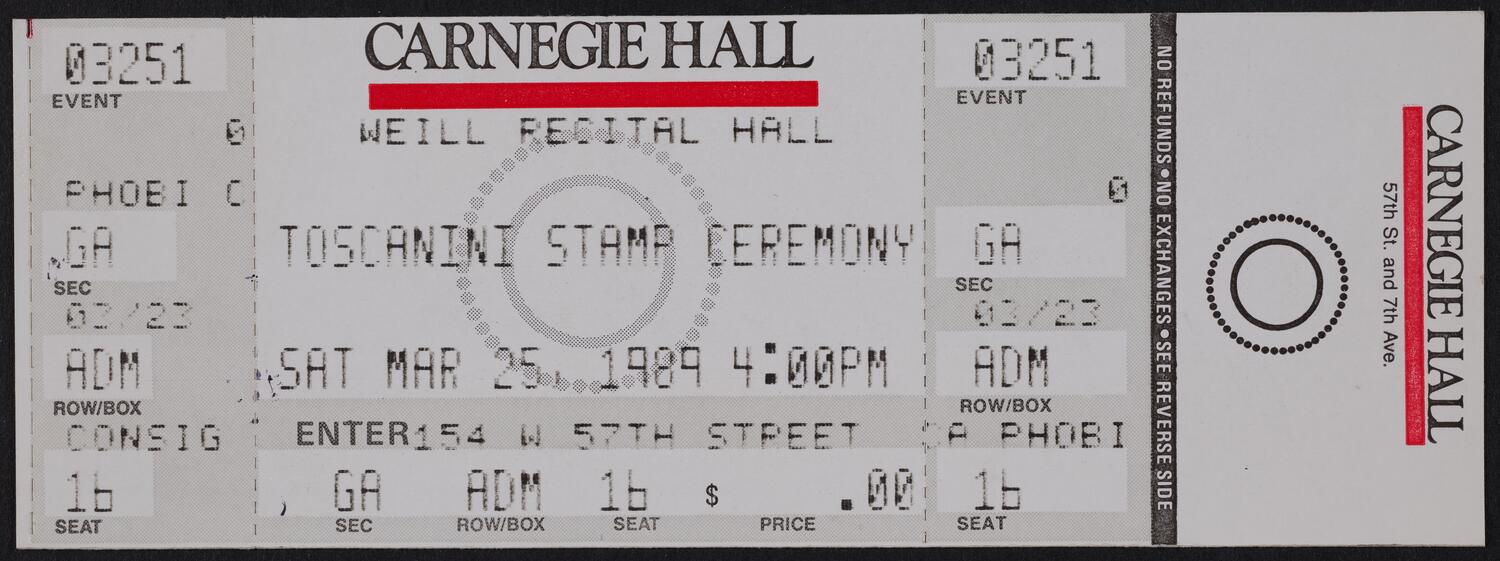 03251
EVENT
0
PHOBI C
GA
SEC
03/23
ADM
ROW/BOX
CONSIG
16
SEAT
CARNEGIE HALL
WEILL RECITAL HALL
TOSCANINI STAMP CEREMONY
SAT MAR 25, 1989 4:00PM
ENTER 154 W 57TH STREET
GA ADM 16 $ .00
SEC ROW/BOX SEAT PRICE
03251
EVENT
0
GA
SEC
03/23
ADM
ROW/BOX
CA PHOBI
16
SEAT
NO REFUNDS • NO EXCHANGES • SEE REVERSE SIDE
CARNEGIE HALL
57th St. and 7th Ave.